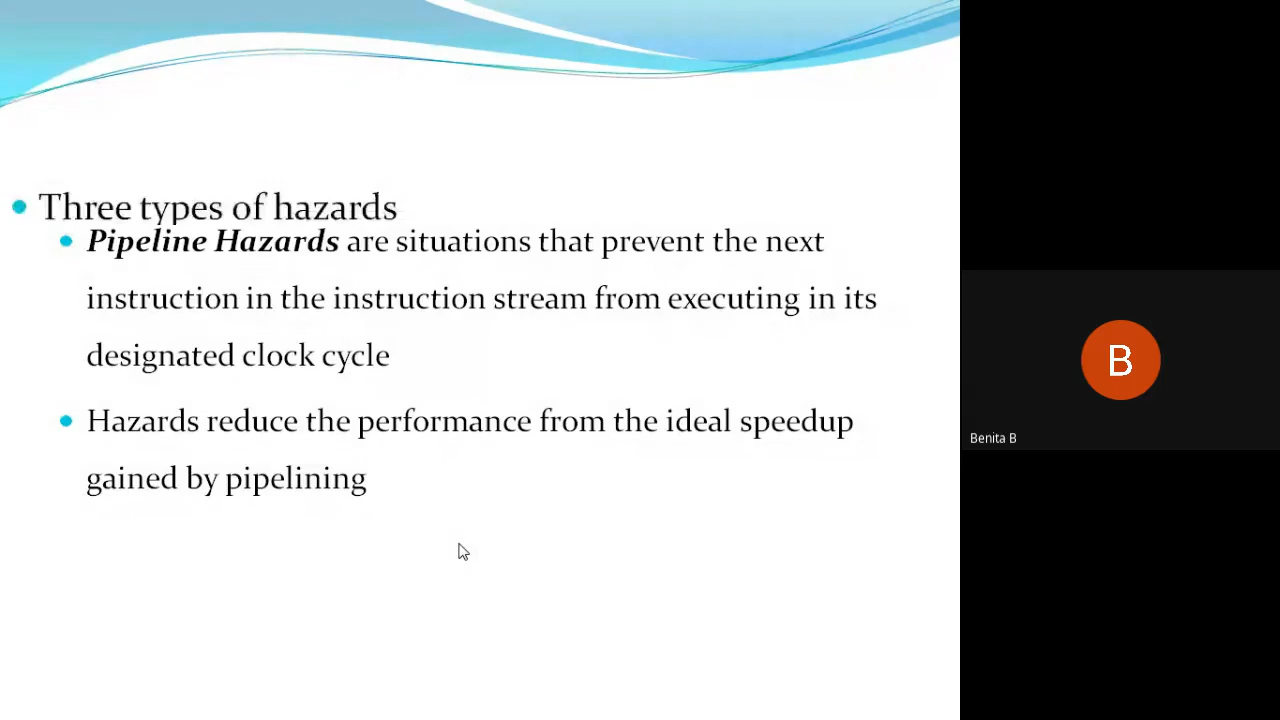 Three types of hazards
Pipeline Hazards are situations that prevent the next
instruction in the instruction stream from executing in its
designated clock cycle
Hazards reduce the performance from the ideal speedup
gained by pipelining
B
Benita B